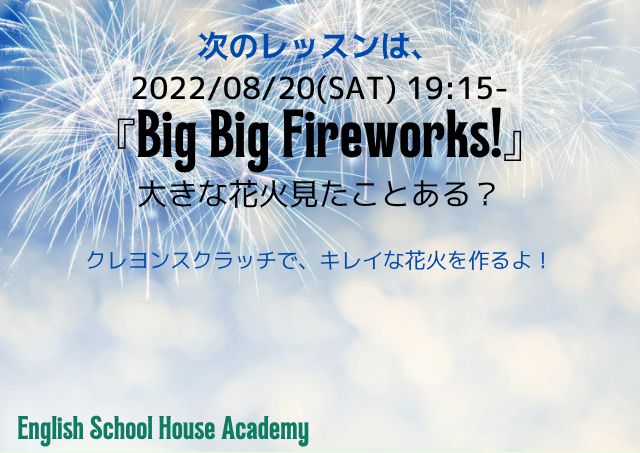 次のレッスンは、
2022/08/20(SAT) 19:15-
『Big Big Fireworks!』
大きな花火見たことある？
クレヨンスクラッチで、キレイな花火を作るよ！
English School House Academy